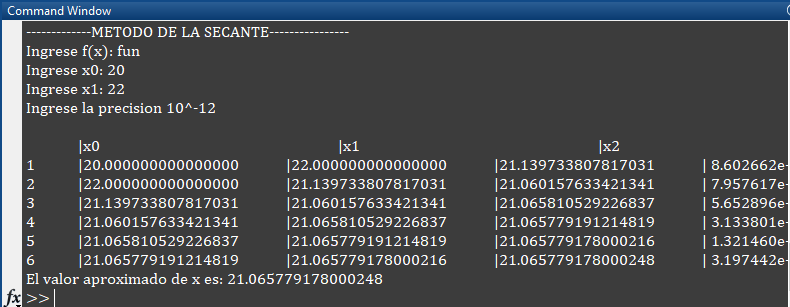 Command Window
-------------METODO DE LA SECANTE----------------
Ingrese f(x): fun
Ingrese x0: 20
Ingrese x1: 22
Ingrese la precision 10^-12
|x0 |x1 |x2
1 |20.000000000000000 |22.000000000000000 |21.139733807817031 | 8.602662e-
2 |22.000000000000000 |21.139733807817031 |21.060157633421341 | 7.957617e-
3 |21.139733807817031 |21.060157633421341 |21.065810529226837 | 5.652896e-
4 |21.060157633421341 |21.065810529226837 |21.065779191214819 | 3.133801e-
5 |21.065810529226837 |21.065779191214819 |21.065779178000216 | 1.321460e-
6 |21.065779191214819 |21.065779178000216 |21.065779178000248 | 3.197442e-
El valor aproximado de x es: 21.065779178000248
fx >>